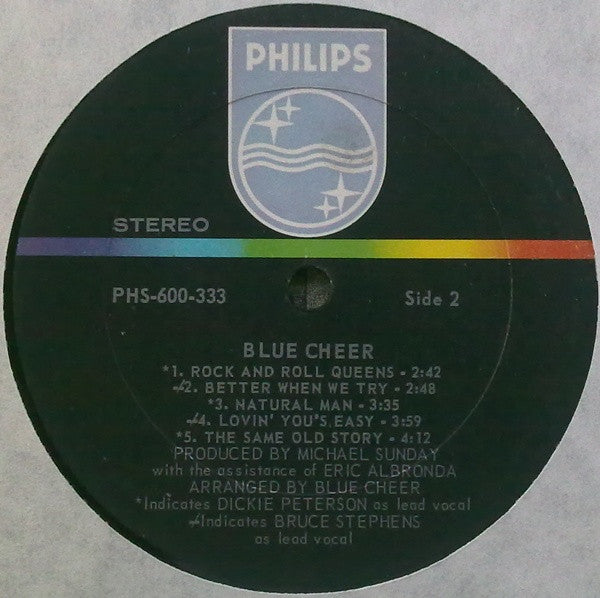 PHILIPS
STEREO
PHS-600-333 Side 2
BLUE CHEER
*1. ROCK AND ROLL QUEENS - 2:42
≁2. BETTER WHEN WE TRY - 2:48
*3. NATURAL MAN - 3:35
≁4. LOVIN' YOU'S EASY - 3:59
*5. THE SAME OLD STORY - 4:12
PRODUCED BY MICHAEL SUNDAY
with the assistance of ERIC ALBRONDA
ARRANGED BY BLUE CHEER
*Indicates DICKIE PETERSON as lead vocal
≁Indicates BRUCE STEPHENS
as lead vocal